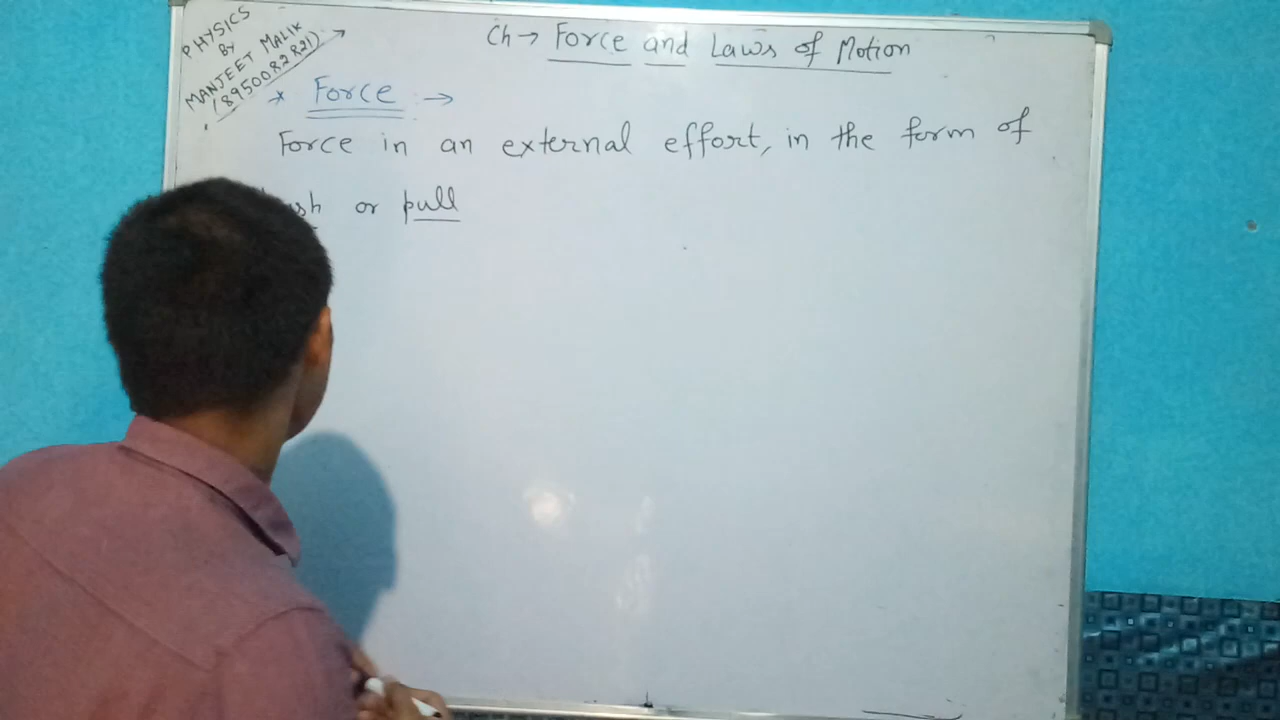 PHYSICS
By
MANJEET MALIK
(8950082821)
Ch→ Force and Laws of Motion
* Force →
Force in an external effort, in the form of
or pull